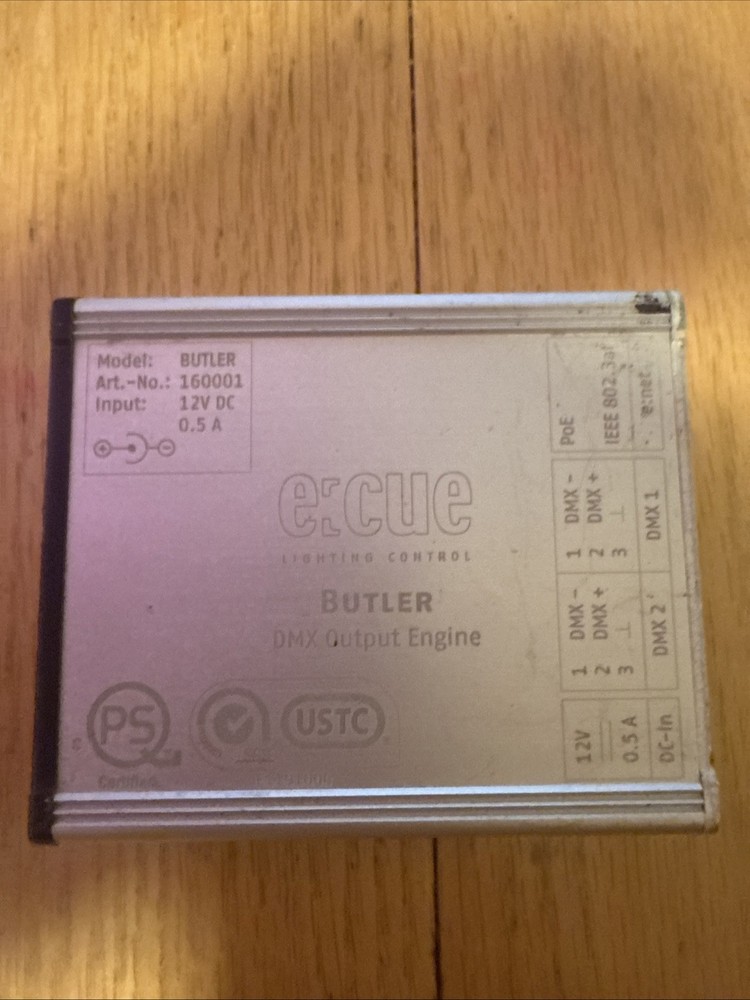 Model: BUTLER
Art.-No.: 160001
Input: 12V DC
0.5 A
e:cue
LIGHTING CONTROL
BUTLER
DMX Output Engine
PS
Certified
USTC
PoE
IEEE 802.3af
e:net
1 DMX -
2 DMX +
3 ⊥
DMX 1
1 DMX -
2 DMX +
3 ⊥
DMX 2
12V
0.5 A
DC-In